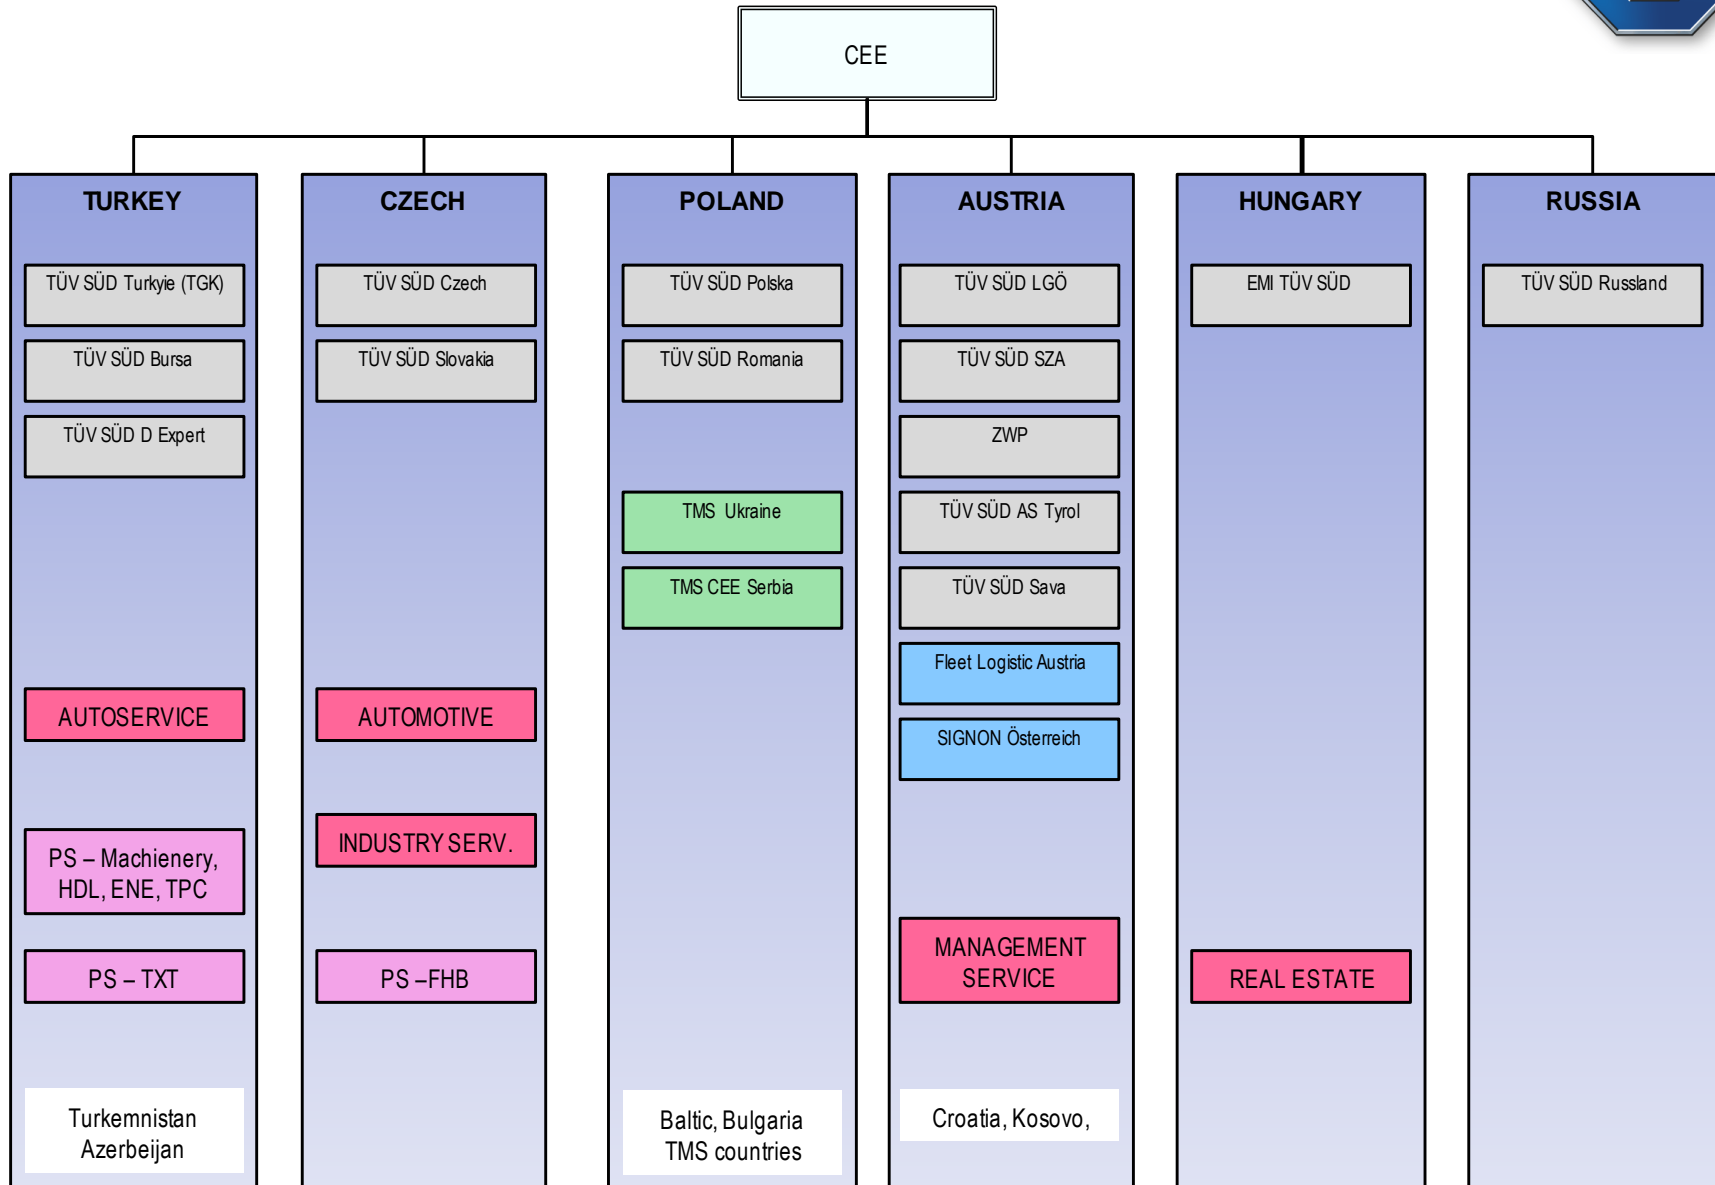 CEE
TURKEY
TÜV SÜD Turkyie (TGK)
TÜV SÜD Bursa
TÜV SÜD D Expert
AUTOSERVICE
PS – Machienery,
HDL, ENE, TPC
PS – TXT
Turkemnistan
Azerbeijan
CZECH
TÜV SÜD Czech
TÜV SÜD Slovakia
AUTOMOTIVE
INDUSTRY SERV.
PS –FHB
POLAND
TÜV SÜD Polska
TÜV SÜD Romania
TMS Ukraine
TMS CEE Serbia
Baltic, Bulgaria
TMS countries
AUSTRIA
TÜV SÜD LGÖ
TÜV SÜD SZA
ZWP
TÜV SÜD AS Tyrol
TÜV SÜD Sava
Fleet Logistic Austria
SIGNON Österreich
MANAGEMENT
SERVICE
Croatia, Kosovo,
HUNGARY
EMI TÜV SÜD
REAL ESTATE
RUSSIA
TÜV SÜD Russland